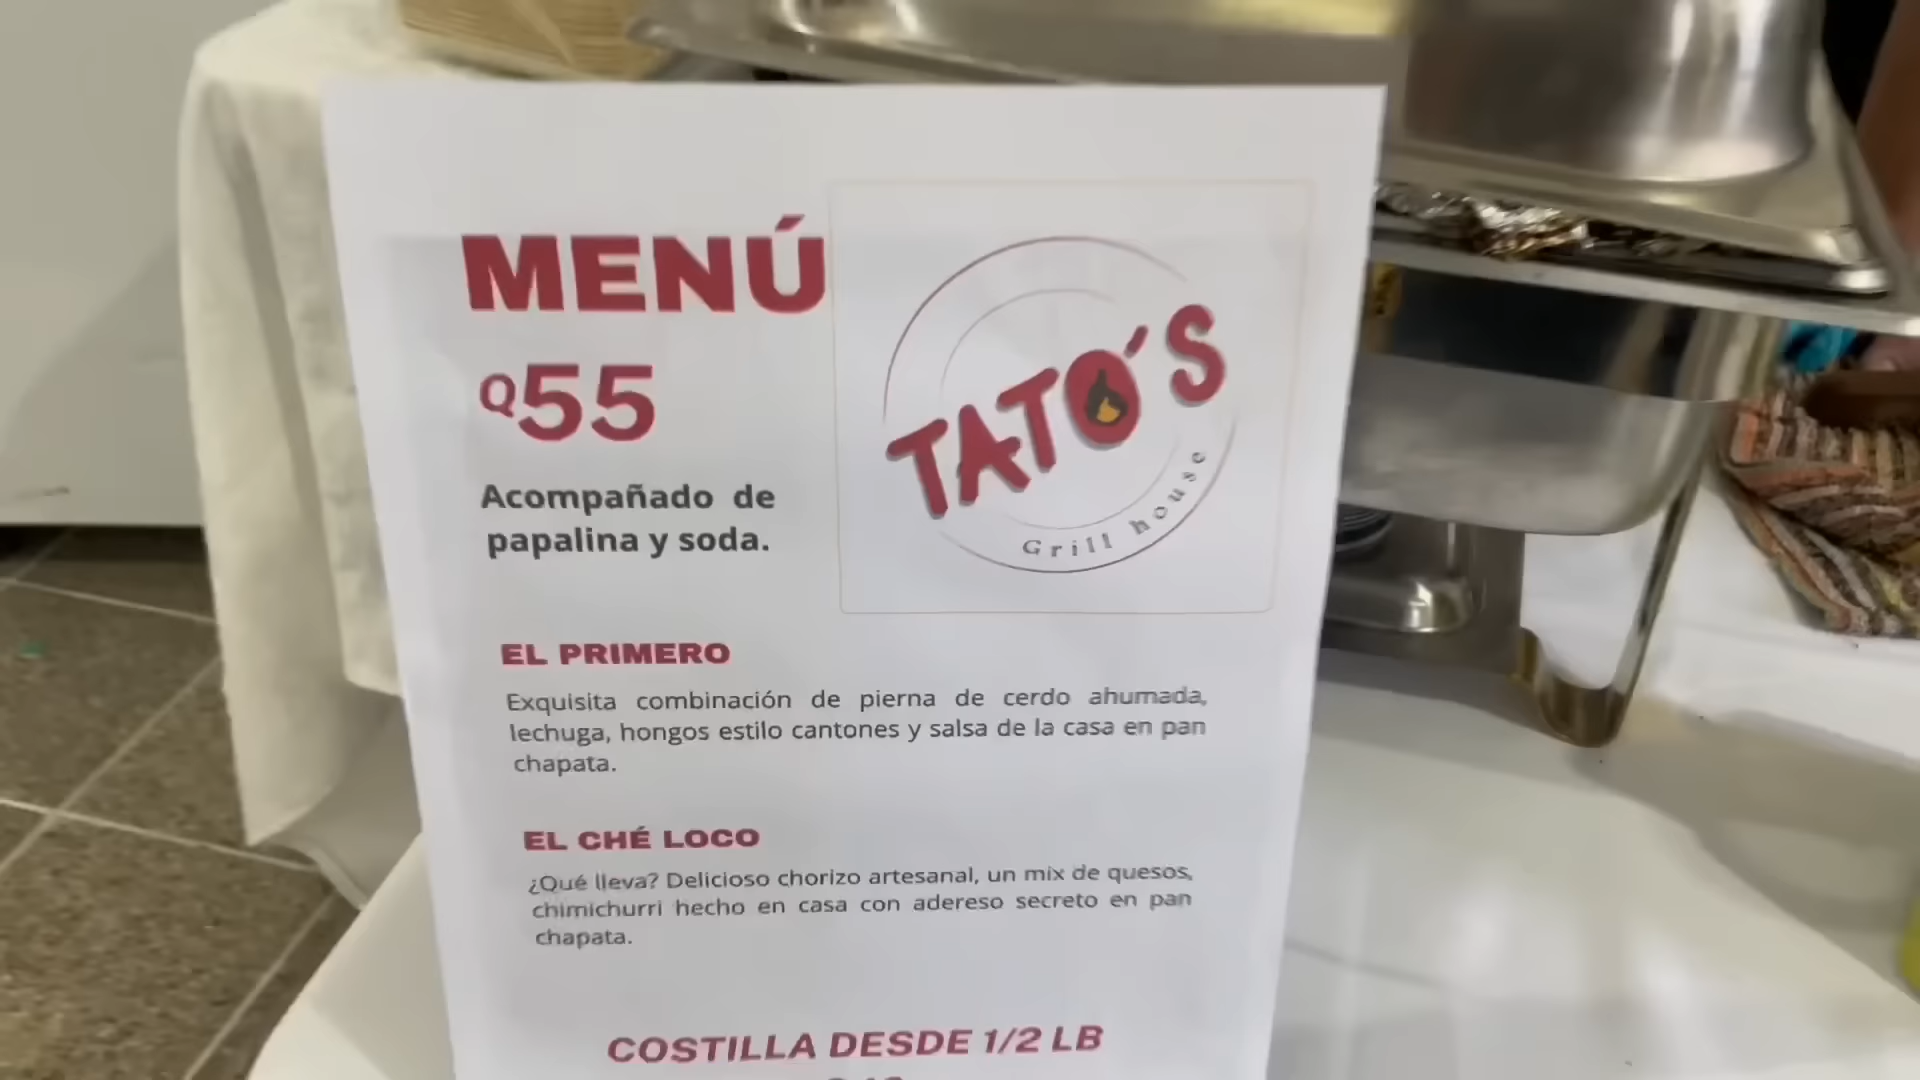 MENÚ
Q55
Acompañado de
papalina y soda.
TATO´S
Grill house
EL PRIMERO
Exquisita combinación de pierna de cerdo ahumada,
lechuga, hongos estilo cantones y salsa de la casa en pan
chapata.
EL CHÉ LOCO
¿Qué lleva? Delicioso chorizo artesanal, un mix de quesos,
chimichurri hecho en casa con adereso secreto en pan
chapata.
COSTILLA DESDE 1/2 LB